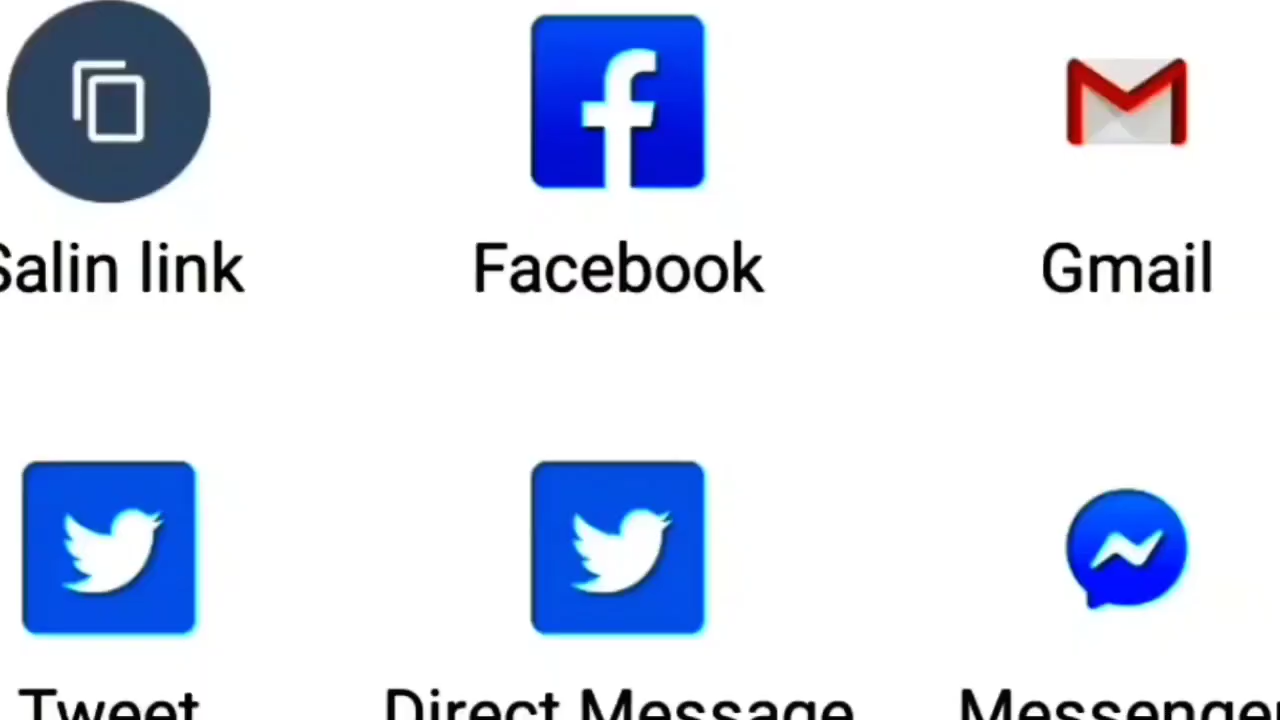 Salin link
Facebook
Gmail
Tweet
Direct Message
Messenger